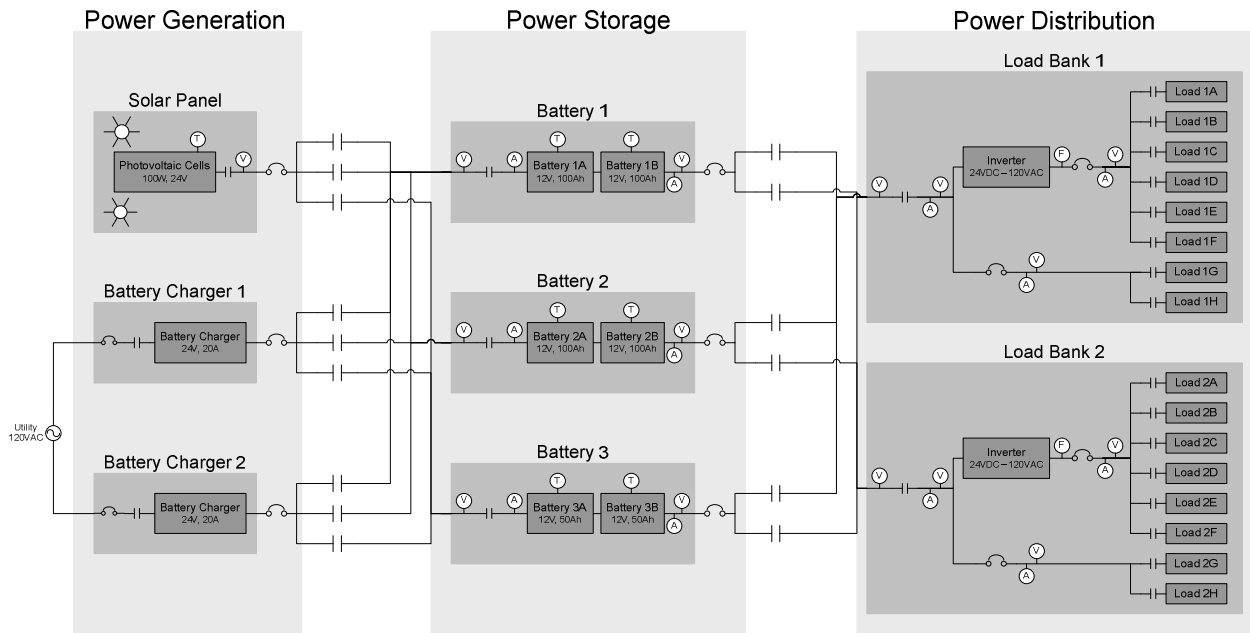 Power Generation
Power Storage
Power Distribution
Solar Panel
T
V
Photovoltaic Cells
100W, 24V
Battery Charger 1
Battery Charger
24V, 20A
Utility
120VAC
Battery Charger 2
Battery Charger
24V, 20A
Battery 1
V
A
T
T
V
Battery 1A
12V, 100Ah
Battery 1B
12V, 100Ah
A
Battery 2
V
A
T
T
V
Battery 2A
12V, 100Ah
Battery 2B
12V, 100Ah
A
Battery 3
V
A
T
T
V
Battery 3A
12V, 50Ah
Battery 3B
12V, 50Ah
A
Load Bank 1
V
V
A
Inverter
24VDC – 120VAC
F
V
A
V
A
Load 1A
Load 1B
Load 1C
Load 1D
Load 1E
Load 1F
Load 1G
Load 1H
Load Bank 2
V
V
A
Inverter
24VDC – 120VAC
F
V
A
V
A
Load 2A
Load 2B
Load 2C
Load 2D
Load 2E
Load 2F
Load 2G
Load 2H